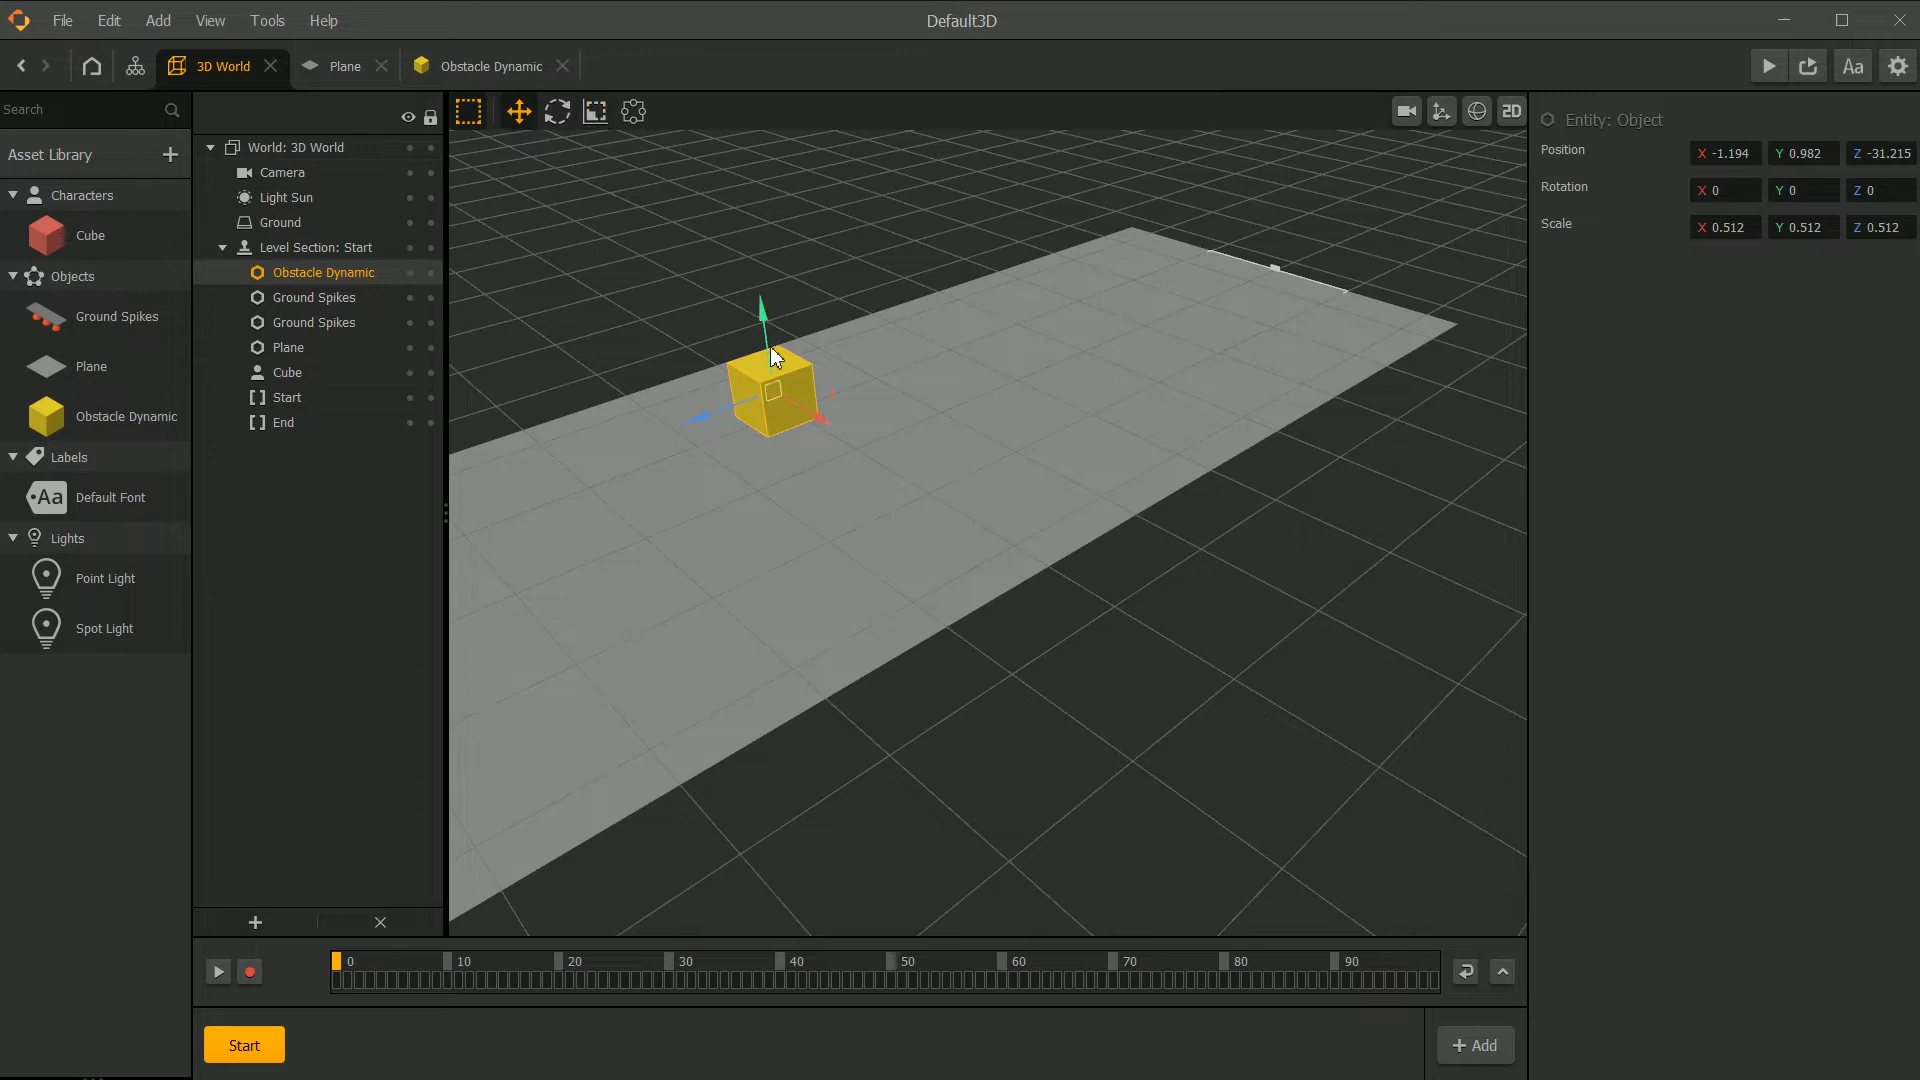 File Edit Add View Tools Help
Default3D
3D World
Plane
Obstacle Dynamic
Aa
Search
Asset Library
Characters
Cube
Objects
Ground Spikes
Plane
Obstacle Dynamic
Labels
Aa Default Font
Lights
Point Light
Spot Light
World: 3D World
Camera
Light Sun
Ground
Level Section: Start
Obstacle Dynamic
Ground Spikes
Ground Spikes
Plane
Cube
Start
End
2D
Entity: Object
Position X -1.194 Y 0.982 Z -31.215
Rotation X 0 Y 0 Z 0
Scale X 0.512 Y 0.512 Z 0.512
0 10 20 30 40 50 60 70 80 90
Start
+ Add